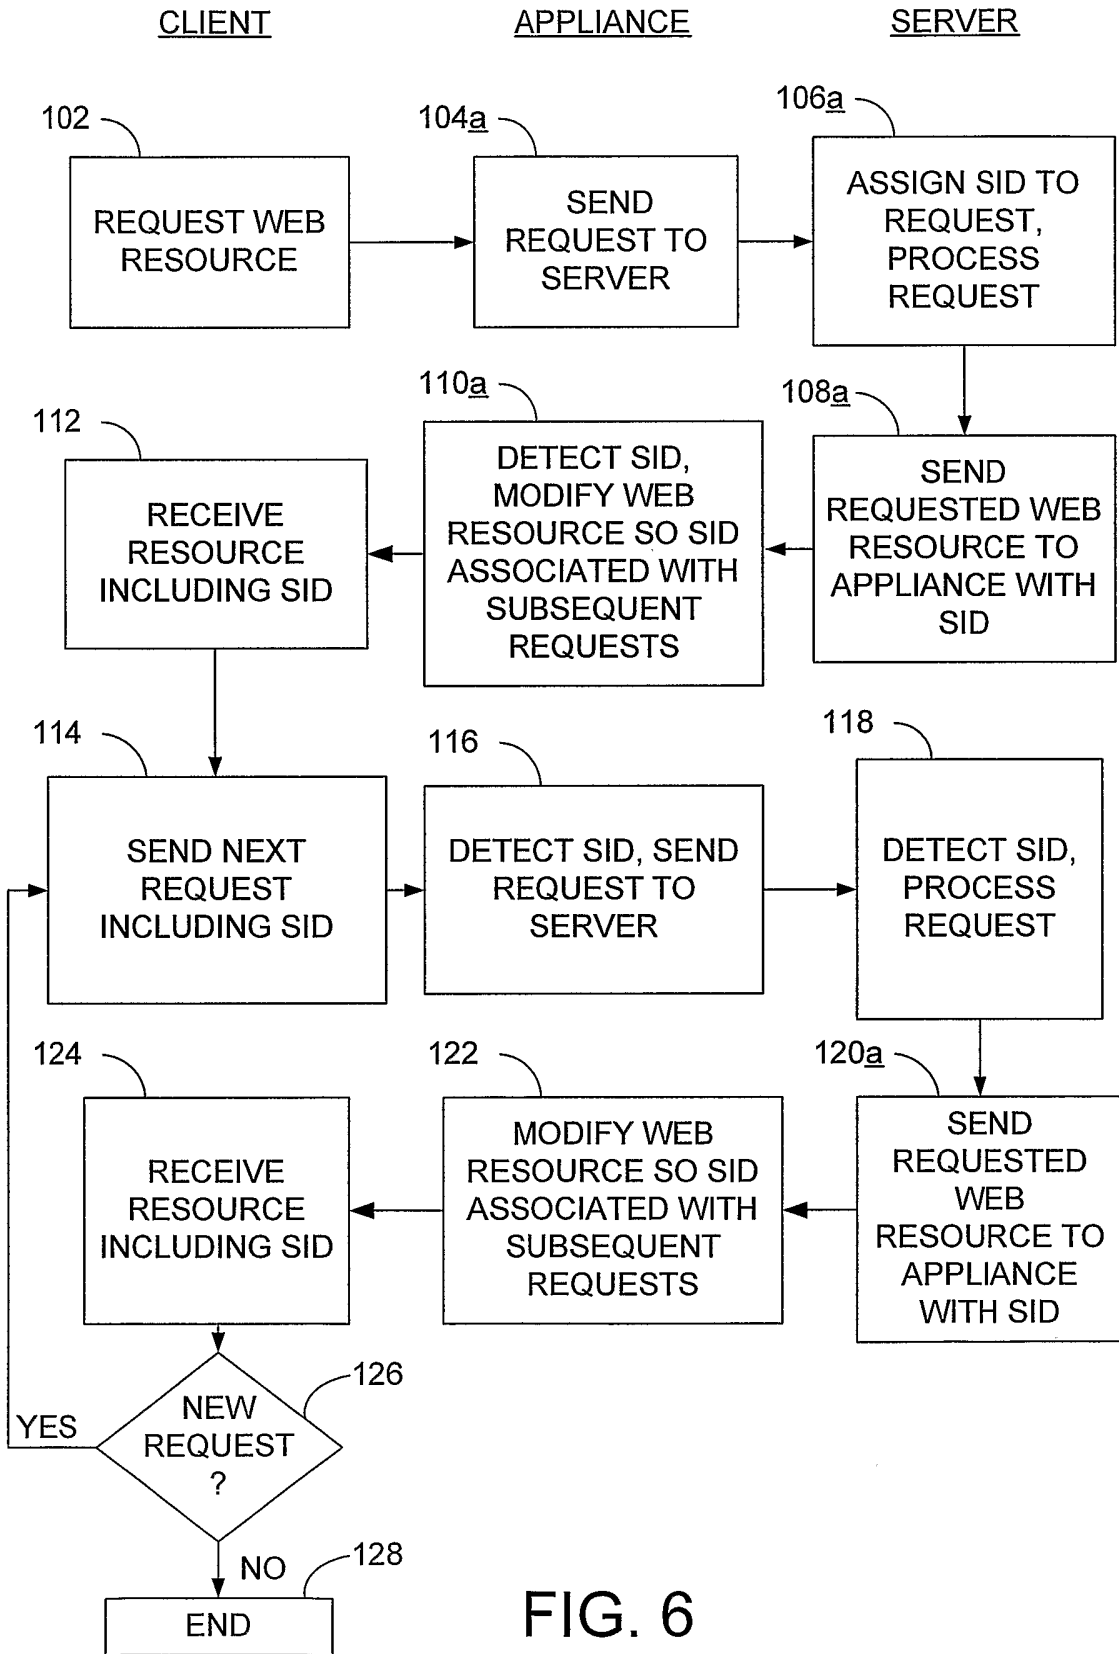 CLIENT
APPLIANCE
SERVER
102
104a
106a
REQUEST WEB
RESOURCE
SEND
REQUEST TO
SERVER
ASSIGN SID TO
REQUEST,
PROCESS
REQUEST
112
110a
108a
RECEIVE
RESOURCE
INCLUDING SID
DETECT SID,
MODIFY WEB
RESOURCE SO SID
ASSOCIATED WITH
SUBSEQUENT
REQUESTS
SEND
REQUESTED WEB
RESOURCE TO
APPLIANCE WITH
SID
114
116
118
SEND NEXT
REQUEST
INCLUDING SID
DETECT SID, SEND
REQUEST TO
SERVER
DETECT SID,
PROCESS
REQUEST
124
122
120a
RECEIVE
RESOURCE
INCLUDING SID
MODIFY WEB
RESOURCE SO SID
ASSOCIATED WITH
SUBSEQUENT
REQUESTS
SEND
REQUESTED
WEB
RESOURCE TO
APPLIANCE
WITH SID
126
YES
NEW
REQUEST
?
NO
128
END
FIG. 6